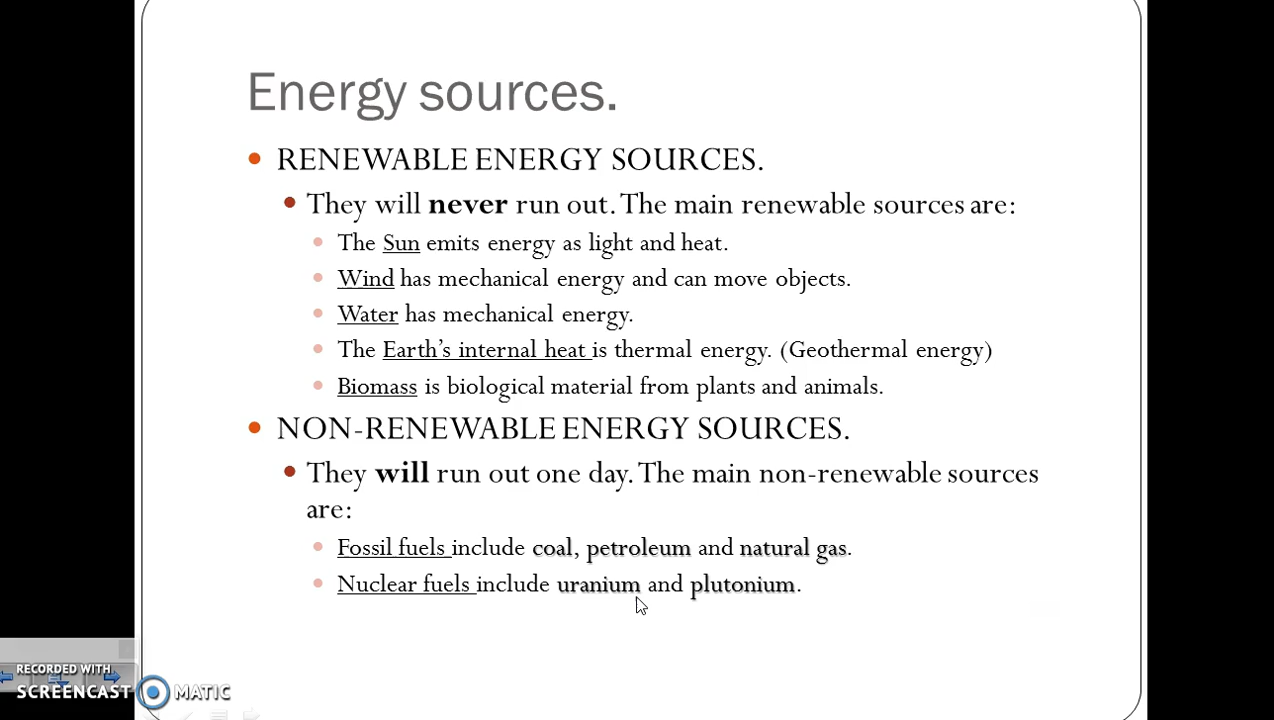 Energy sources.
RENEWABLE ENERGY SOURCES.
They will never run out. The main renewable sources are:
The Sun emits energy as light and heat.
Wind has mechanical energy and can move objects.
Water has mechanical energy.
The Earth's internal heat is thermal energy. (Geothermal energy)
Biomass is biological material from plants and animals.
NON-RENEWABLE ENERGY SOURCES.
They will run out one day. The main non-renewable sources
are:
Fossil fuels include coal, petroleum and natural gas.
Nuclear fuels include uranium and plutonium.
RECORDED WITH
SCREENCAST MATIC